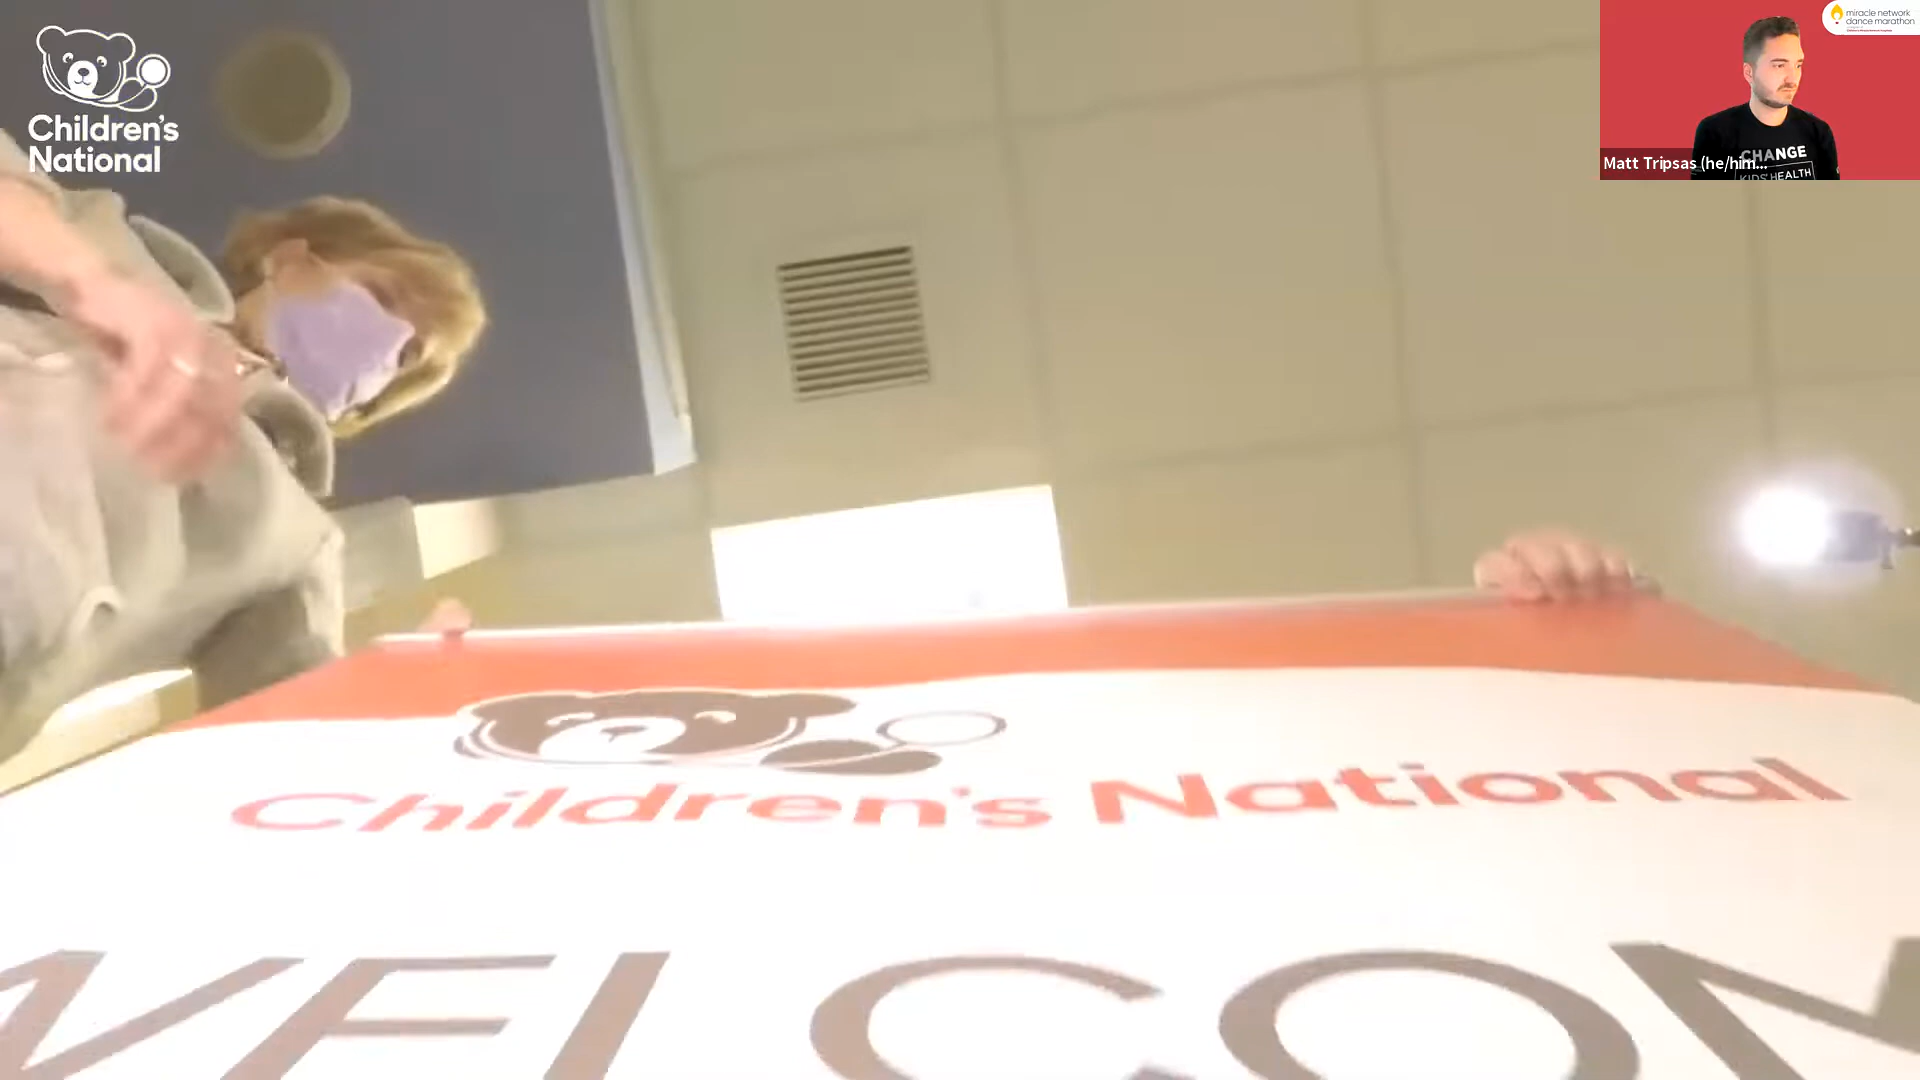 Children's
National
miracle network
dance marathon
CHANGE
KIDS' HEALTH
Matt Tripsas (he/him...
Children's National
WELCOM